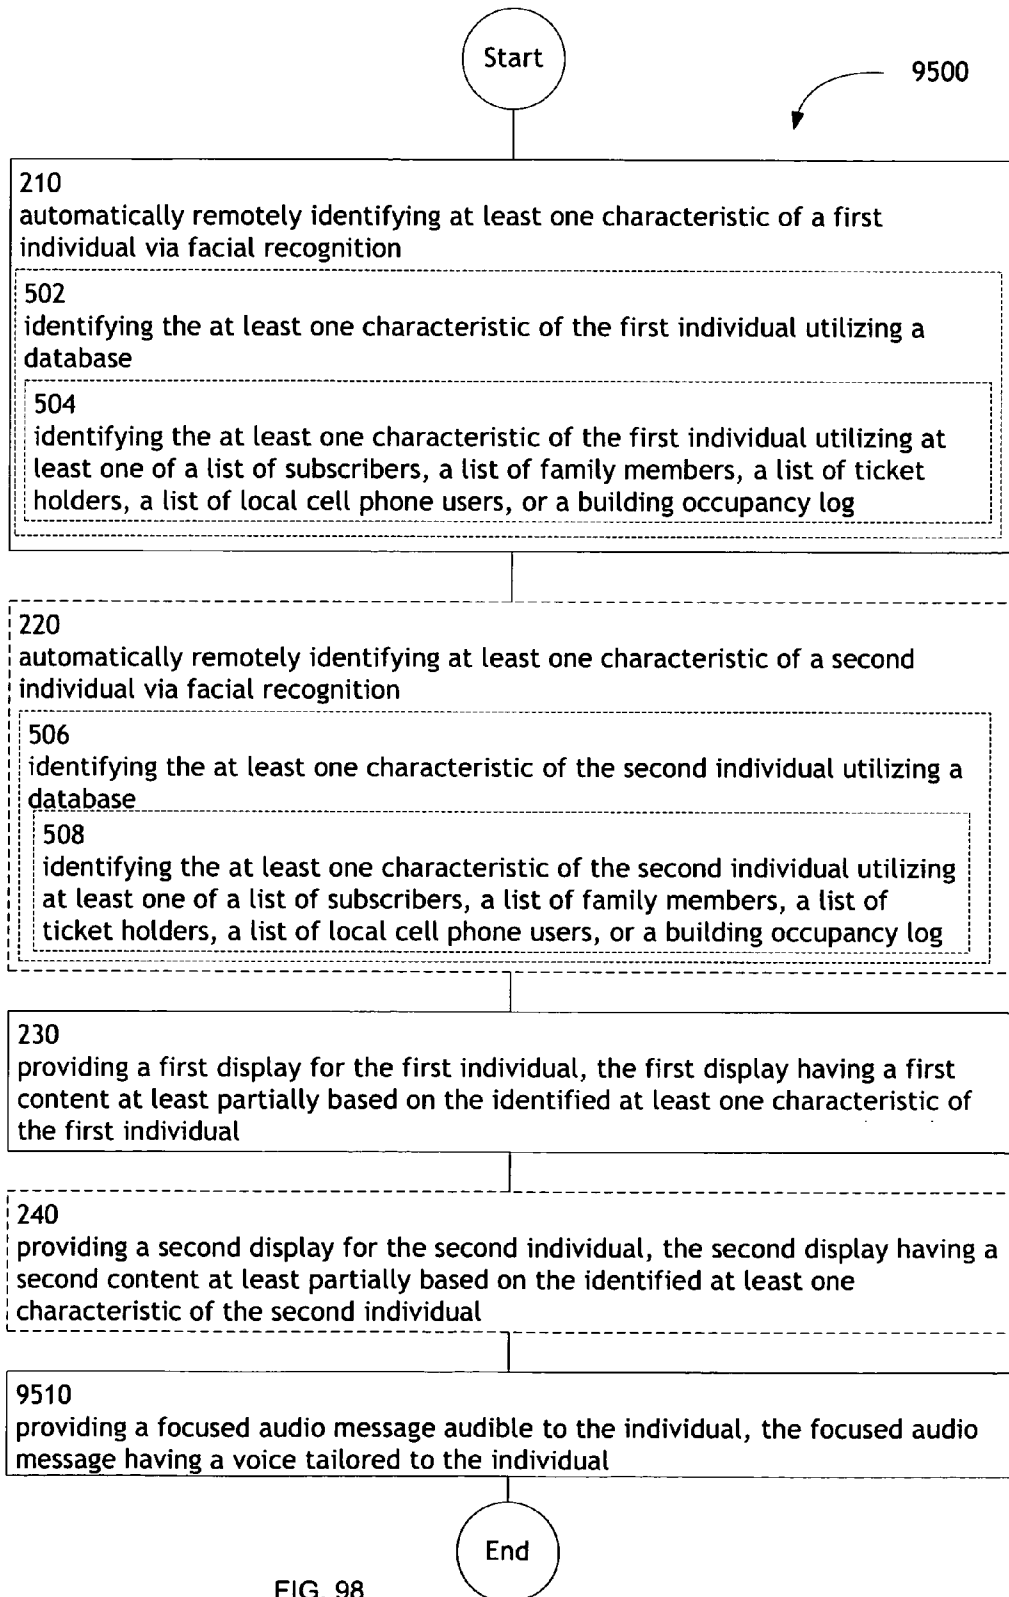 Start
9500
210
automatically remotely identifying at least one characteristic of a first
individual via facial recognition
502
identifying the at least one characteristic of the first individual utilizing a
database
504
identifying the at least one characteristic of the first individual utilizing at
least one of a list of subscribers, a list of family members, a list of ticket
holders, a list of local cell phone users, or a building occupancy log
220
automatically remotely identifying at least one characteristic of a second
individual via facial recognition
506
identifying the at least one characteristic of the second individual utilizing a
database
508
identifying the at least one characteristic of the second individual utilizing
at least one of a list of subscribers, a list of family members, a list of
ticket holders, a list of local cell phone users, or a building occupancy log
230
providing a first display for the first individual, the first display having a first
content at least partially based on the identified at least one characteristic of
the first individual
240
providing a second display for the second individual, the second display having a
second content at least partially based on the identified at least one
characteristic of the second individual
9510
providing a focused audio message audible to the individual, the focused audio
message having a voice tailored to the individual
End
FIG. 98